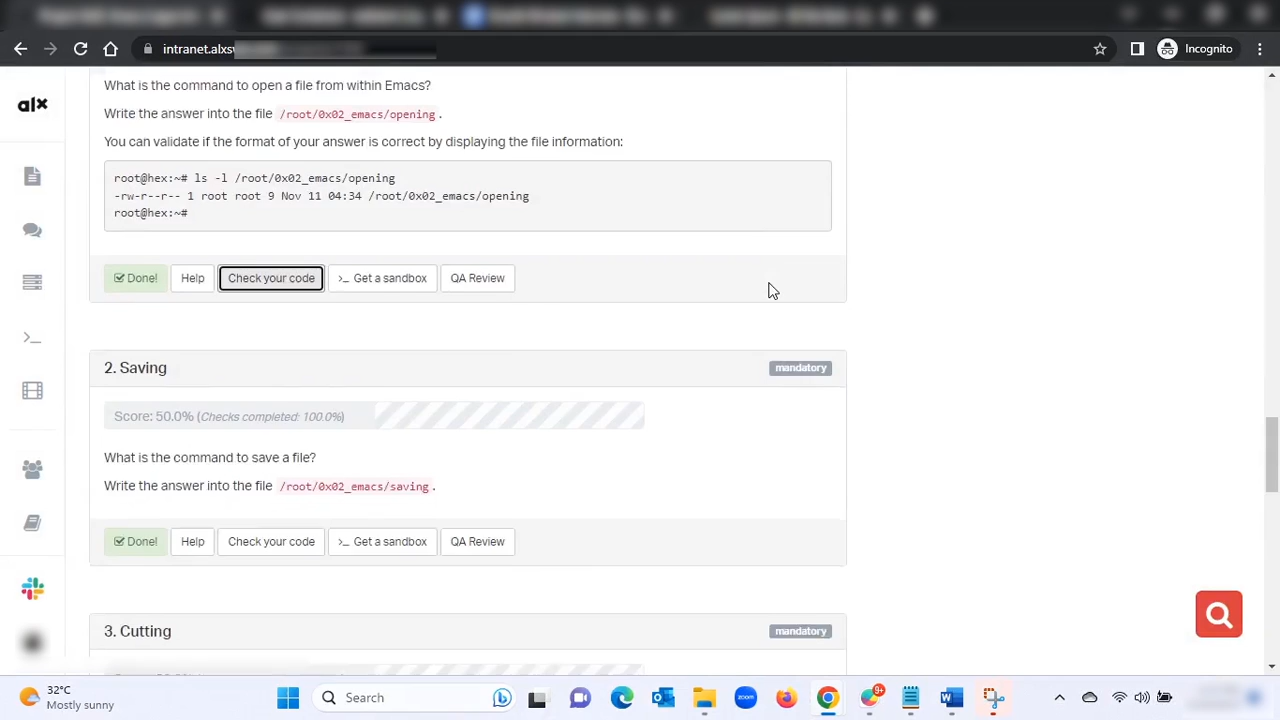 intranet.alxsw
Incognito
alx
What is the command to open a file from within Emacs?
Write the answer into the file /root/0x02_emacs/opening.
You can validate if the format of your answer is correct by displaying the file information:
root@hex:~# ls -l /root/0x02_emacs/opening
-rw-r--r-- 1 root root 9 Nov 11 04:34 /root/0x02_emacs/opening
root@hex:~#
Done! Help Check your code >_ Get a sandbox QA Review
2. Saving mandatory
Score: 50.0% (Checks completed: 100.0%)
What is the command to save a file?
Write the answer into the file /root/0x02_emacs/saving.
Done! Help Check your code >_ Get a sandbox QA Review
3. Cutting mandatory
32°C
Mostly sunny
Search
zoom
9+